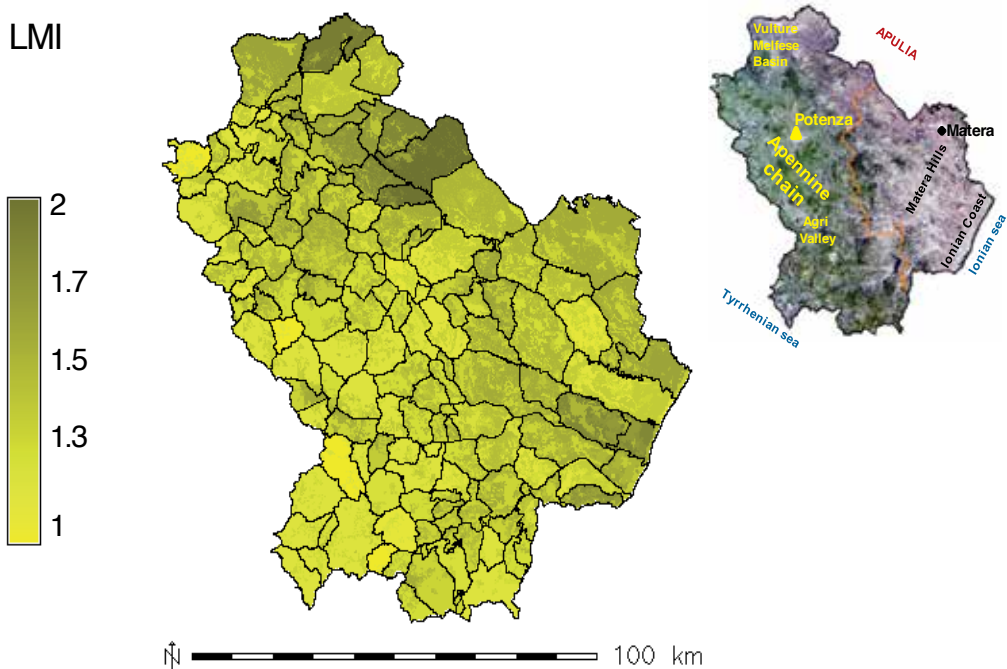 LMI
2
1.7
1.5
1.3
1
N
100 km
Vulture
Melfese
Basin
APULIA
Potenza
Matera
Apennine
chain
Matera Hills
Agri
Valley
Ionian Coast
Ionian sea
Tyrrhenian sea